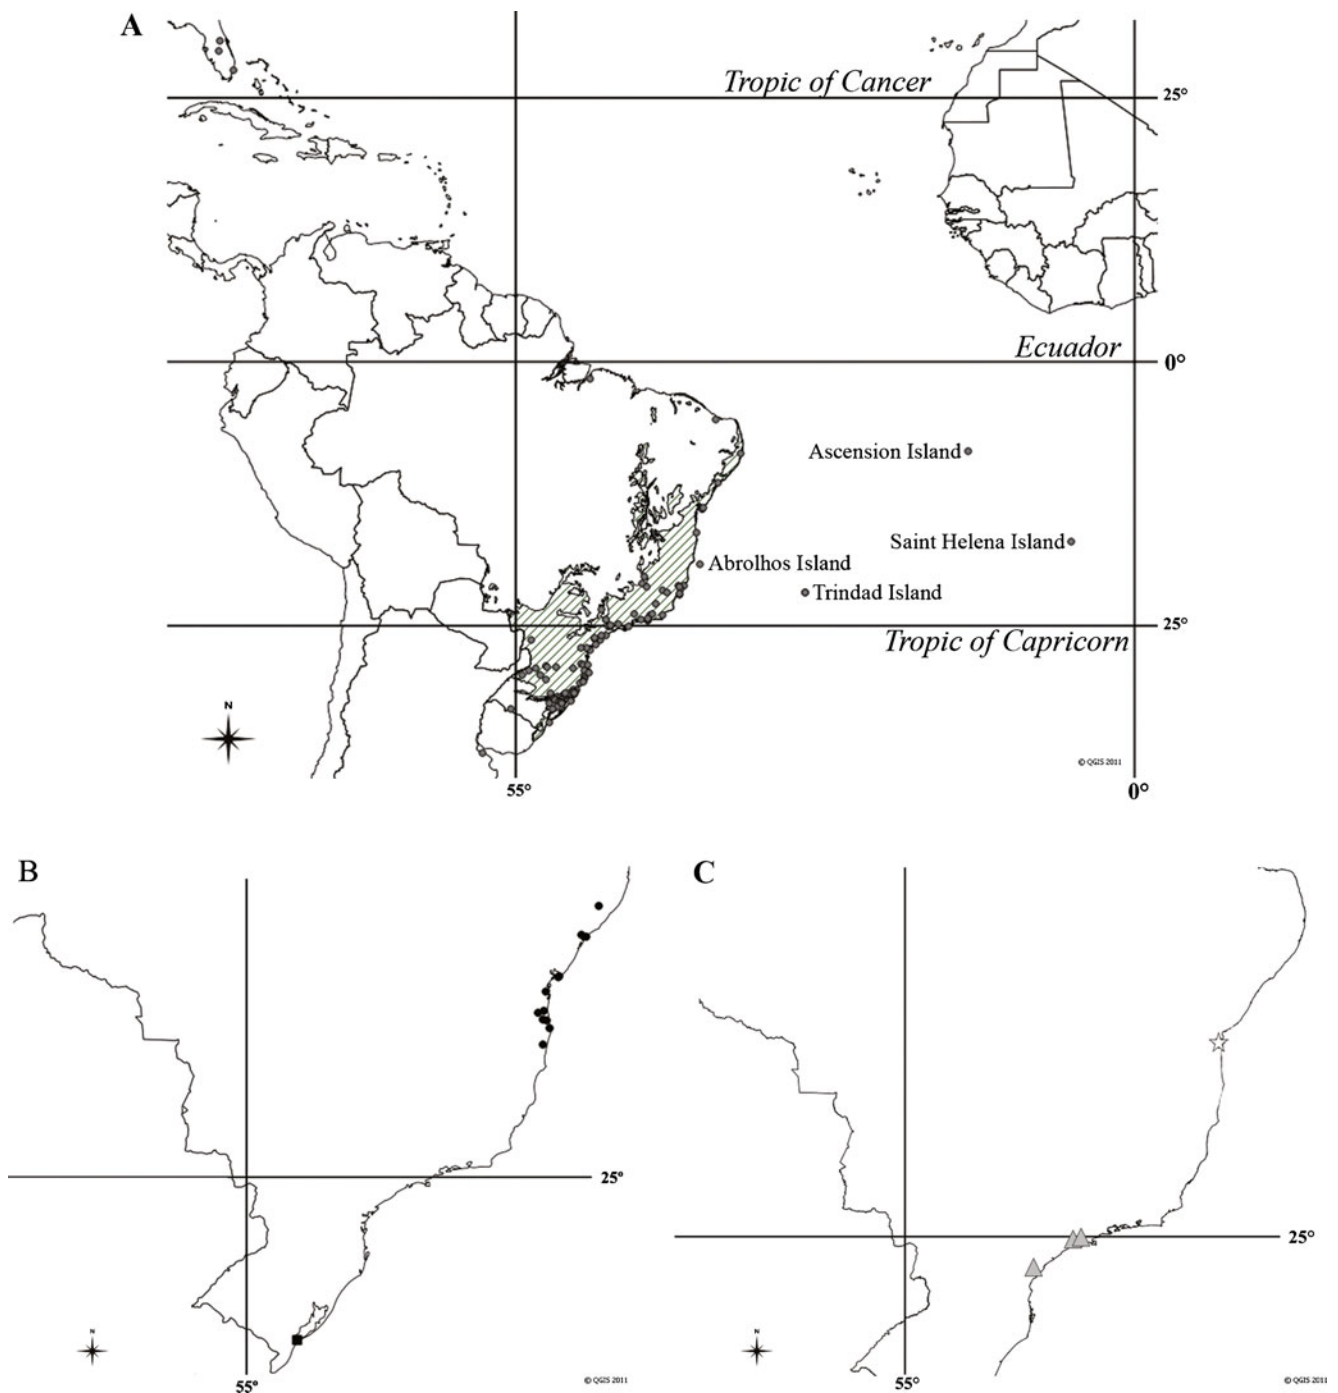 A
Tropic of Cancer
25°
Ecuador
0°
Ascension Island
Saint Helena Island
Abrolhos Island
Trindad Island
Tropic of Capricorn
25°
N
© QGIS 2011
55°
0°
B
C
25°
25°
N
N
55°
© QGIS 2011
55°
© QGIS 2011